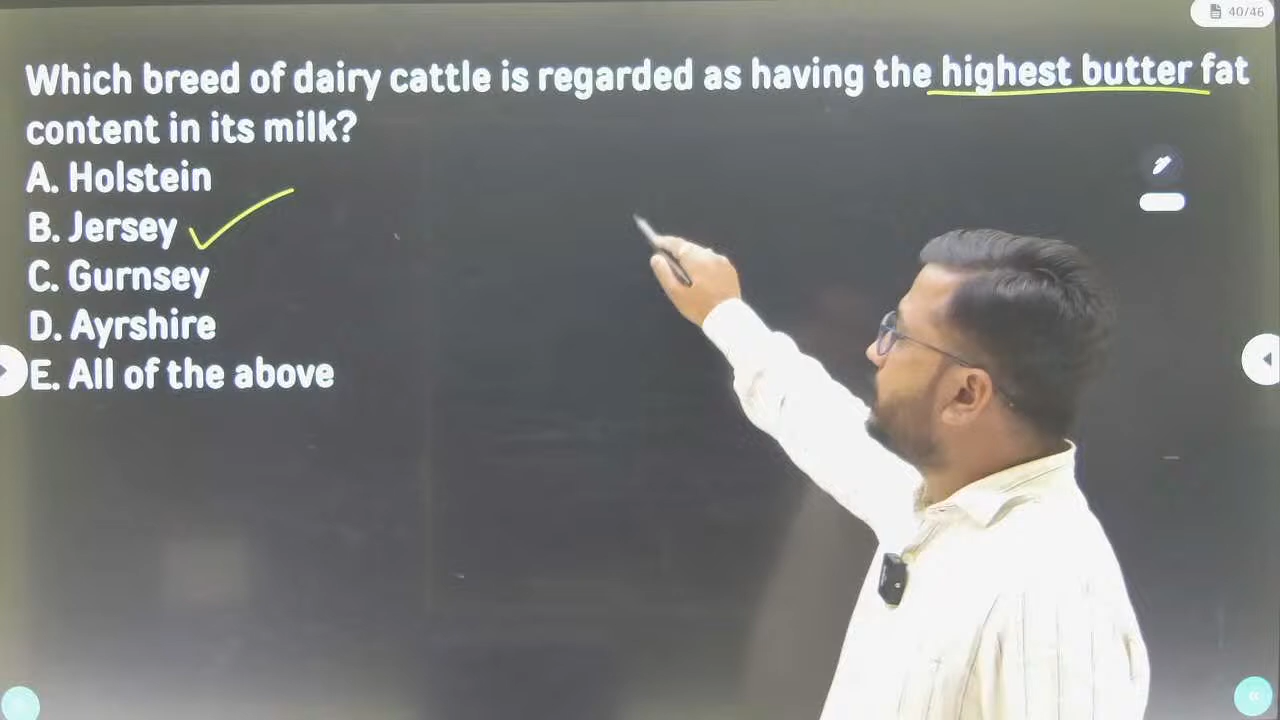 40/46
Which breed of dairy cattle is regarded as having the highest butter fat
content in its milk?
A. Holstein
B. Jersey
C. Gurnsey
D. Ayrshire
E. All of the above